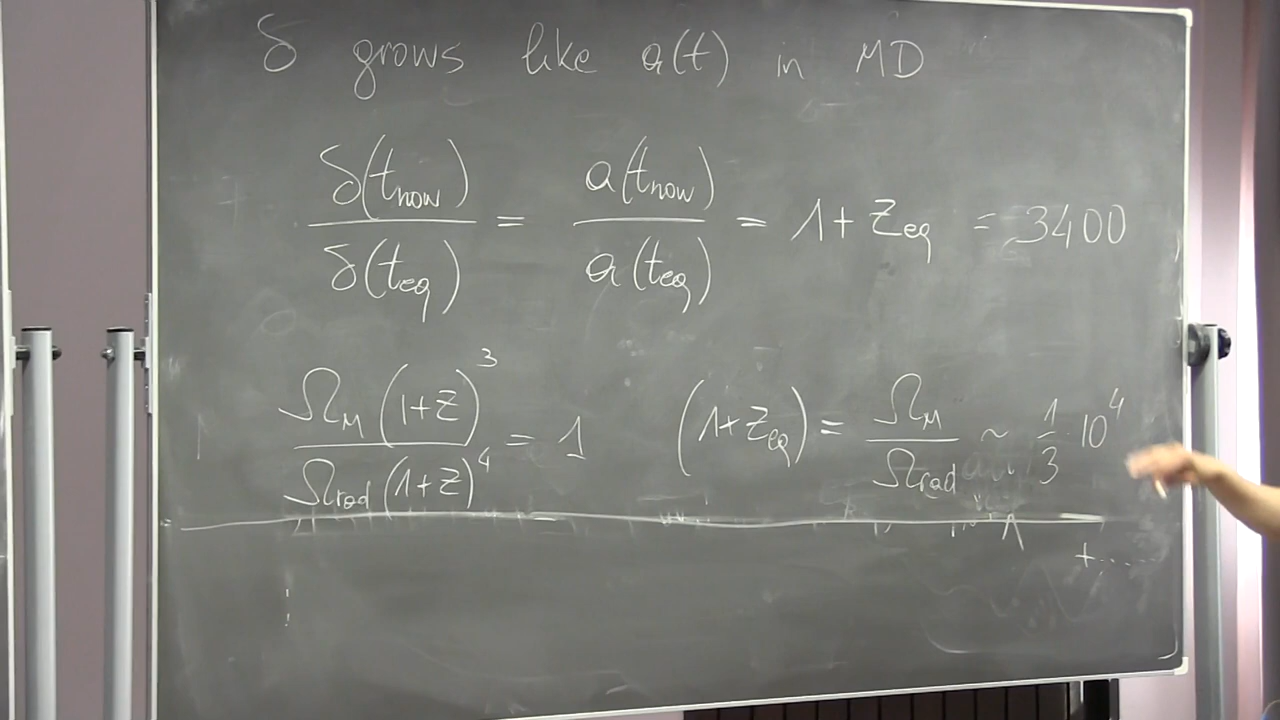 δ grows like a(t) in MD
δ(t_now) / δ(t_eq) = a(t_now) / a(t_eq) = 1 + z_eq = 3400
Ω_M (1+z)^3 / Ω_rad (1+z)^4 = 1   (1+z_eq) = Ω_M / Ω_rad ~ 1/3 · 10^4
+.....